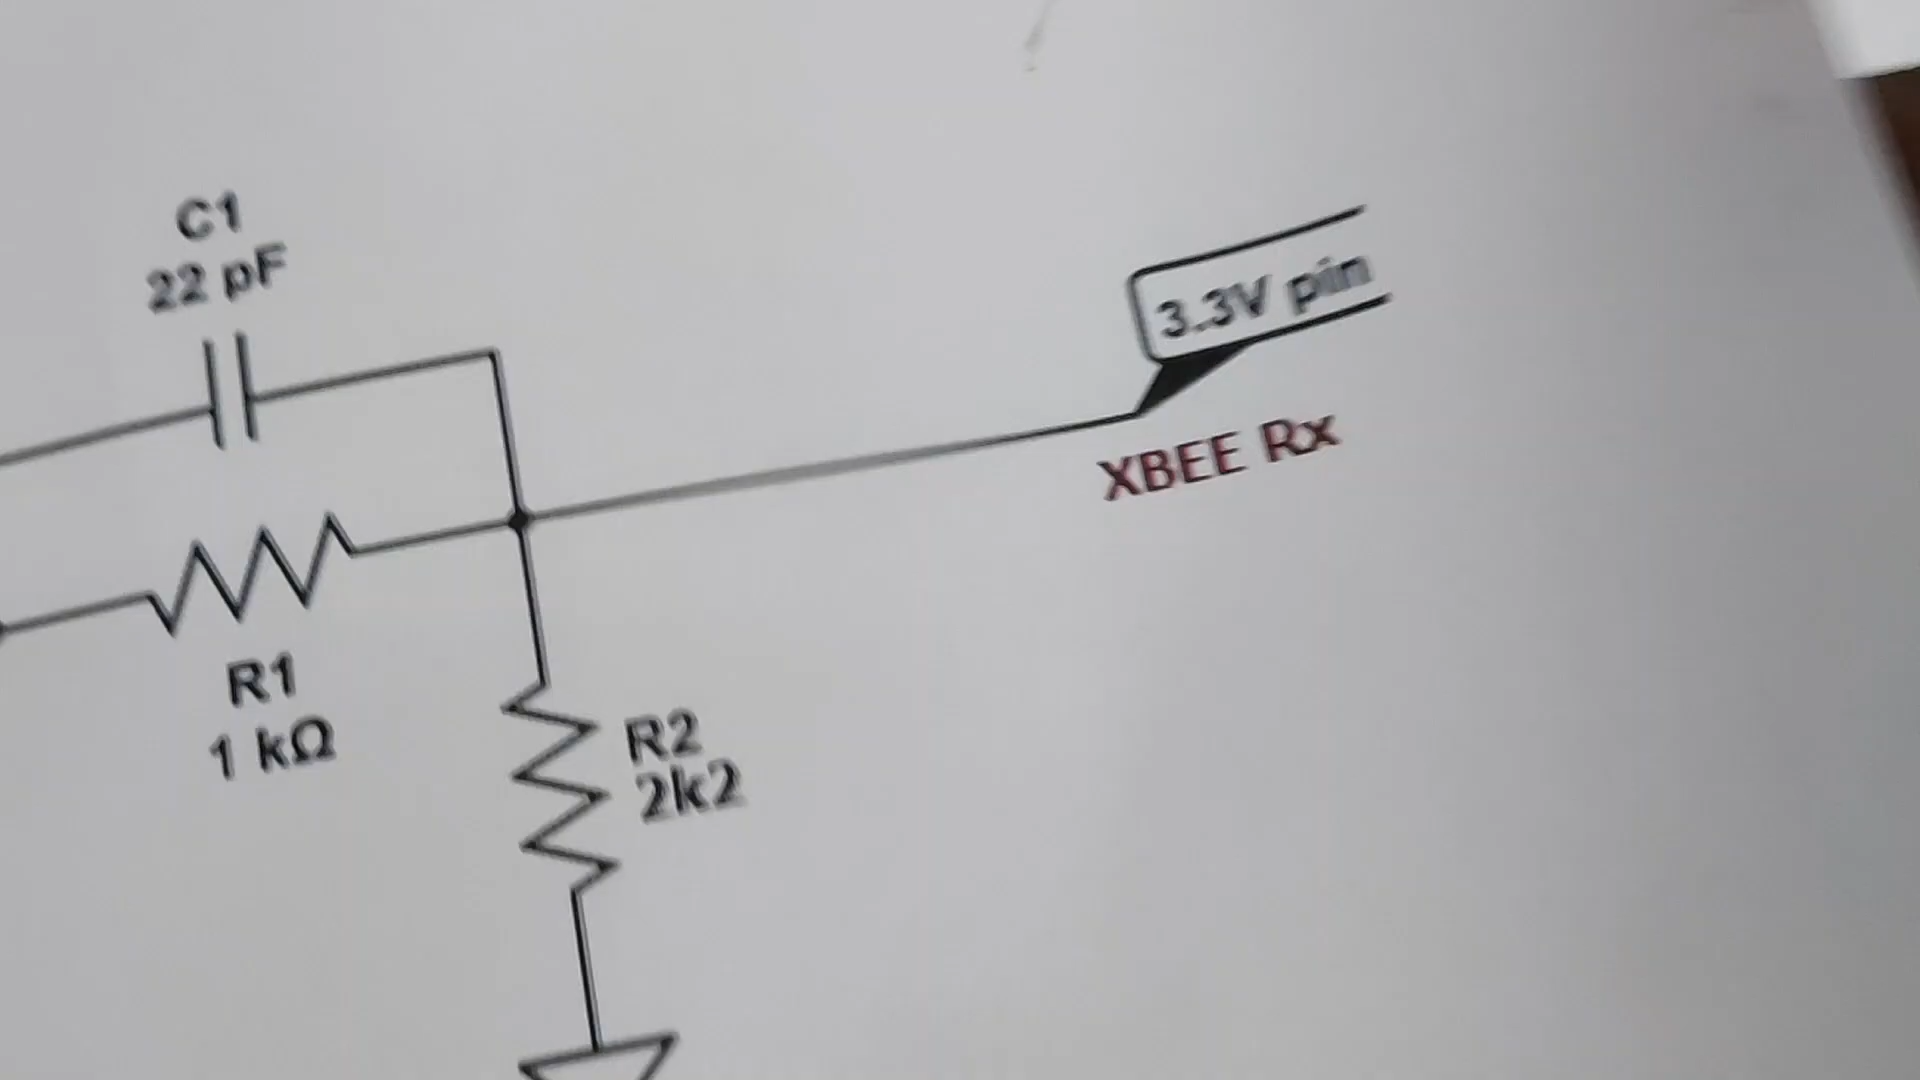 C1
22 pF
3.3V pin
XBEE Rx
R1
1 kΩ
R2
2k2